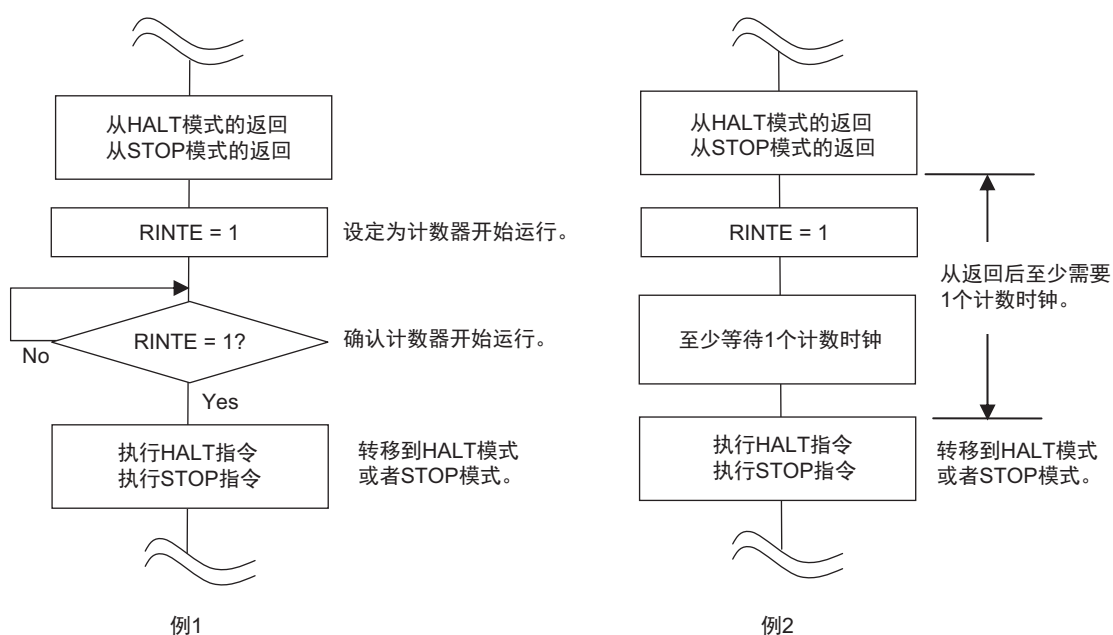 从HALT模式的返回
从STOP模式的返回
RINTE = 1
设定为计数器开始运行。
RINTE = 1?
确认计数器开始运行。
No
Yes
执行HALT指令
执行STOP指令
转移到HALT模式
或者STOP模式。
例1
从HALT模式的返回
从STOP模式的返回
RINTE = 1
从返回后至少需要
1个计数时钟。
至少等待1个计数时钟
执行HALT指令
执行STOP指令
转移到HALT模式
或者STOP模式。
例2